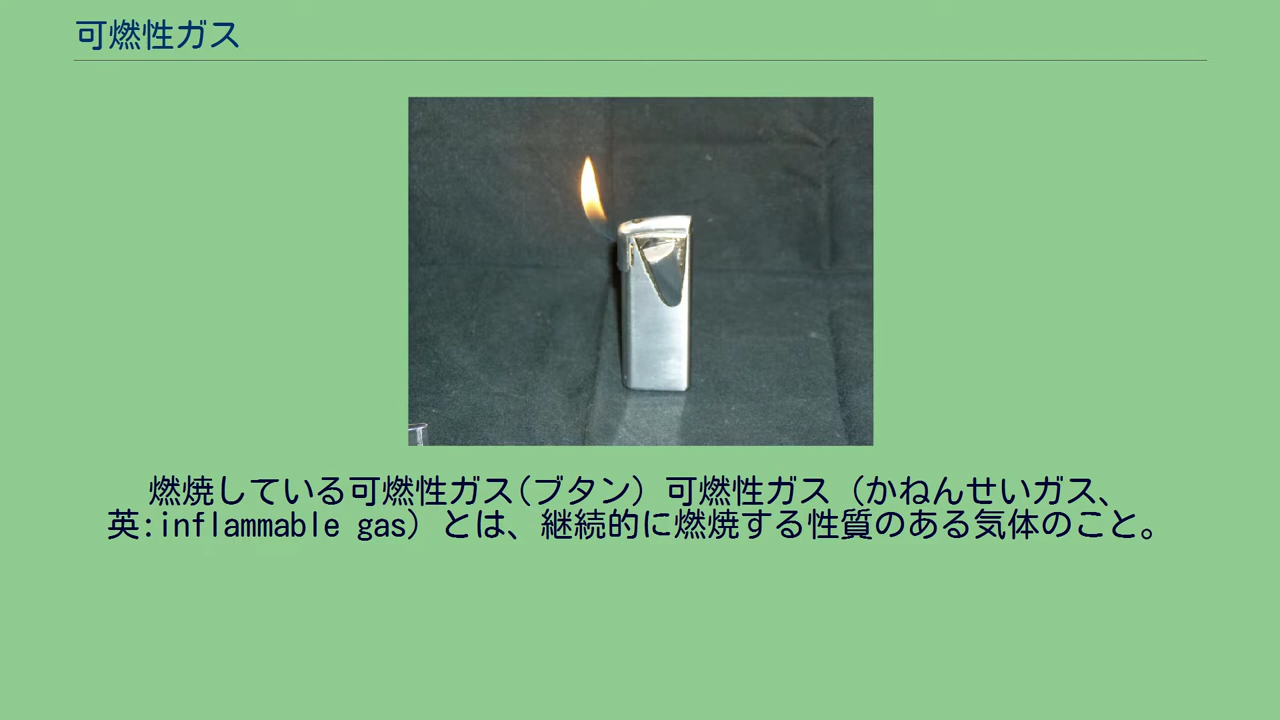 可燃性ガス
燃焼している可燃性ガス(ブタン) 可燃性ガス（かねんせいガス、
英:inflammable gas）とは、継続的に燃焼する性質のある気体のこと。